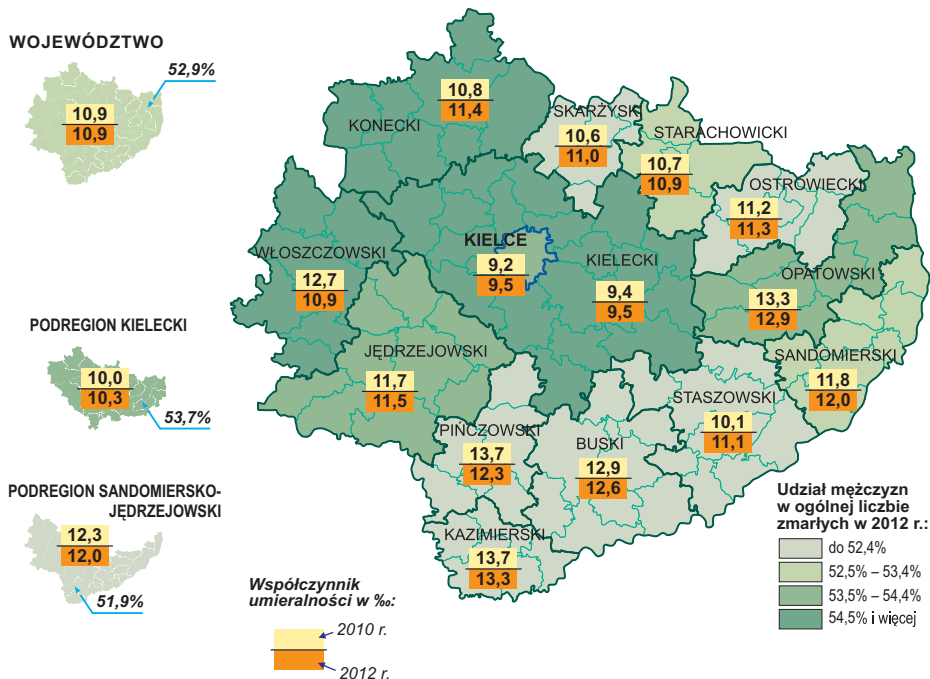 WOJEWÓDZTWO
52,9%
10,9
10,9
PODREGION KIELECKI
10,0
10,3
53,7%
PODREGION SANDOMIERSKO-
JĘDRZEJOWSKI
12,3
12,0
51,9%
KONECKI
10,8
11,4
SKARŻYSKI
10,6
11,0
STARACHOWICKI
10,7
10,9
OSTROWIECKI
11,2
11,3
WŁOSZCZOWSKI
12,7
10,9
KIELCE
9,2
9,5
KIELECKI
9,4
9,5
OPATOWSKI
13,3
12,9
JĘDRZEJOWSKI
11,7
11,5
SANDOMIERSKI
11,8
12,0
STASZOWSKI
10,1
11,1
PIŃCZOWSKI
13,7
12,3
BUSKI
12,9
12,6
KAZIMIERSKI
13,7
13,3
Współczynnik
umieralności w ‰:
2010 r.
2012 r.
Udział mężczyzn
w ogólnej liczbie
zmarłych w 2012 r.:
do 52,4%
52,5% – 53,4%
53,5% – 54,4%
54,5% i więcej